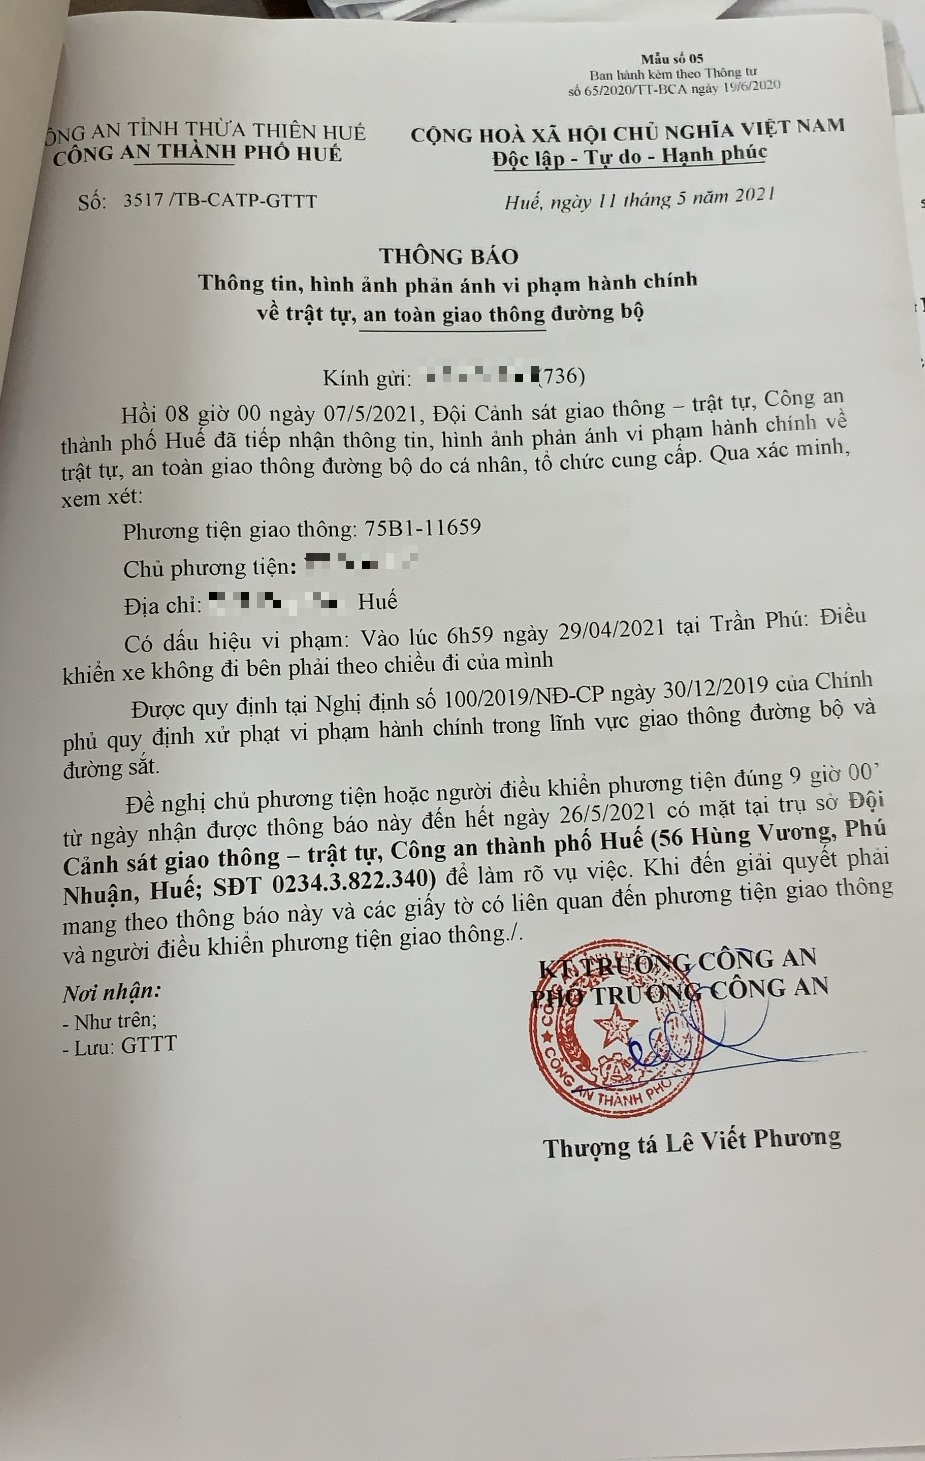 Mẫu số 05
Ban hành kèm theo Thông tư
số 65/2020/TT-BCA ngày 19/6/2020
ÔNG AN TỈNH THỪA THIÊN HUẾ
CÔNG AN THÀNH PHỐ HUẾ
CỘNG HOÀ XÃ HỘI CHỦ NGHĨA VIỆT NAM
Độc lập - Tự do - Hạnh phúc
Số: 3517 /TB-CATP-GTTT
Huế, ngày 11 tháng 5 năm 2021
THÔNG BÁO
Thông tin, hình ảnh phản ánh vi phạm hành chính
về trật tự, an toàn giao thông đường bộ
Kính gửi: (736)
Hồi 08 giờ 00 ngày 07/5/2021, Đội Cảnh sát giao thông – trật tự, Công an
thành phố Huế đã tiếp nhận thông tin, hình ảnh phản ánh vi phạm hành chính về
trật tự, an toàn giao thông đường bộ do cá nhân, tổ chức cung cấp. Qua xác minh,
xem xét:
Phương tiện giao thông: 75B1-11659
Chủ phương tiện:
Địa chỉ: Huế
Có dấu hiệu vi phạm: Vào lúc 6h59 ngày 29/04/2021 tại Trần Phú: Điều
khiển xe không đi bên phải theo chiều đi của mình
Được quy định tại Nghị định số 100/2019/NĐ-CP ngày 30/12/2019 của Chính
phủ quy định xử phạt vi phạm hành chính trong lĩnh vực giao thông đường bộ và
đường sắt.
Đề nghị chủ phương tiện hoặc người điều khiển phương tiện đúng 9 giờ 00'
từ ngày nhận được thông báo này đến hết ngày 26/5/2021 có mặt tại trụ sở Đội
Cảnh sát giao thông – trật tự, Công an thành phố Huế (56 Hùng Vương, Phú
Nhuận, Huế; SĐT 0234.3.822.340) để làm rõ vụ việc. Khi đến giải quyết phải
mang theo thông báo này và các giấy tờ có liên quan đến phương tiện giao thông
và người điều khiển phương tiện giao thông./.
Nơi nhận:
- Như trên;
- Lưu: GTTT
KT.TRƯỞNG CÔNG AN
PHÓ TRƯỞNG CÔNG AN
CÔNG AN THÀNH PHỐ HUẾ
Thượng tá Lê Viết Phương